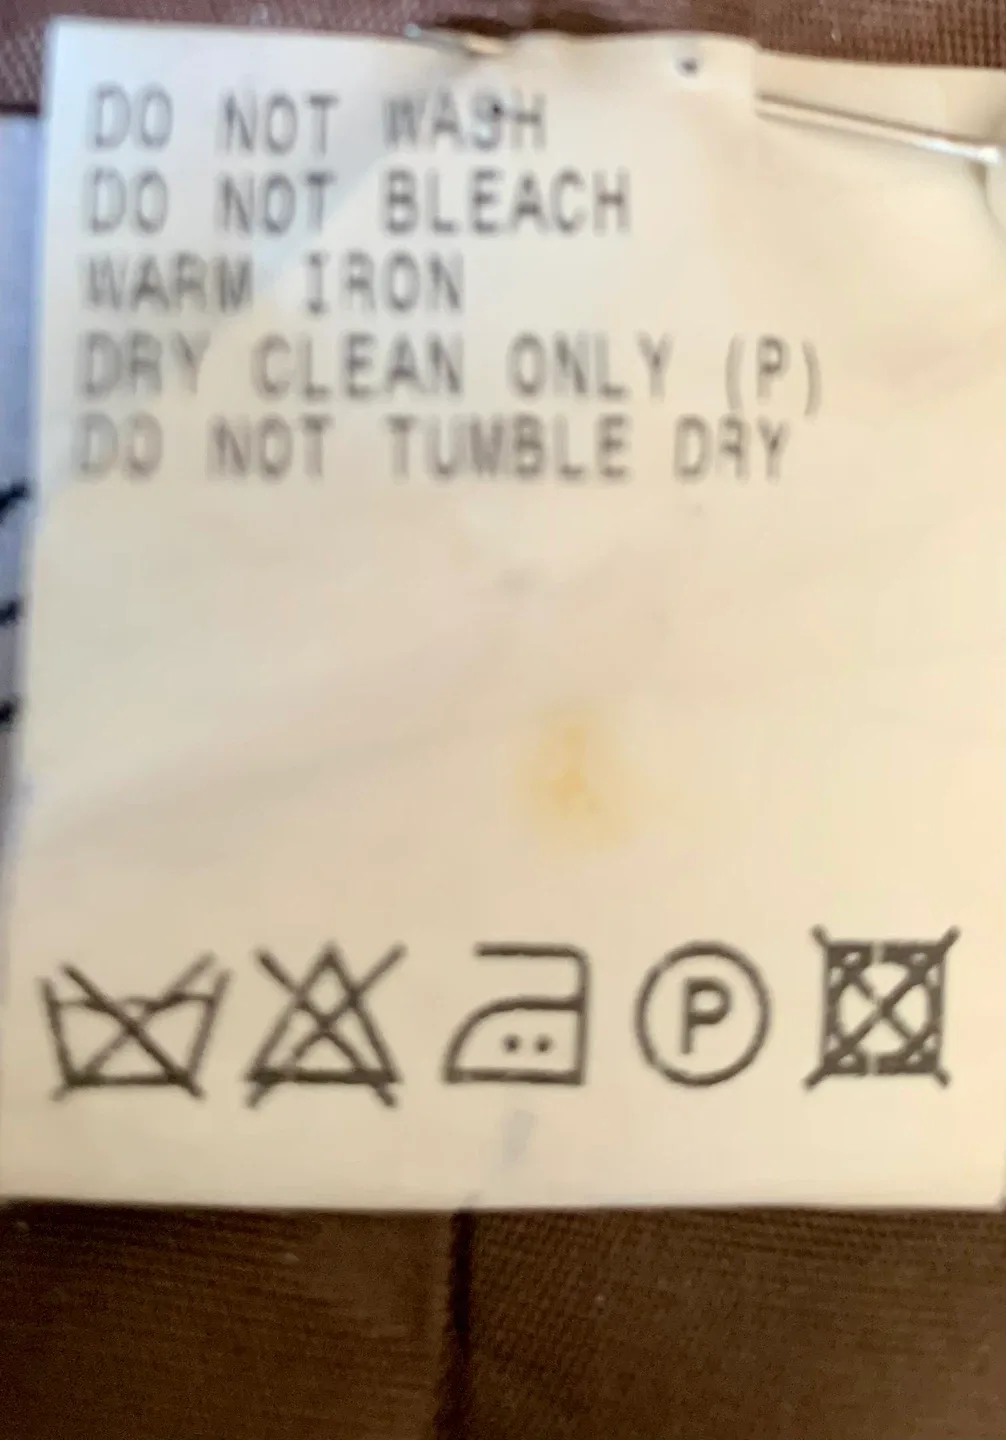 DO NOT WASH
DO NOT BLEACH
WARM IRON
DRY CLEAN ONLY (P)
DO NOT TUMBLE DRY
P